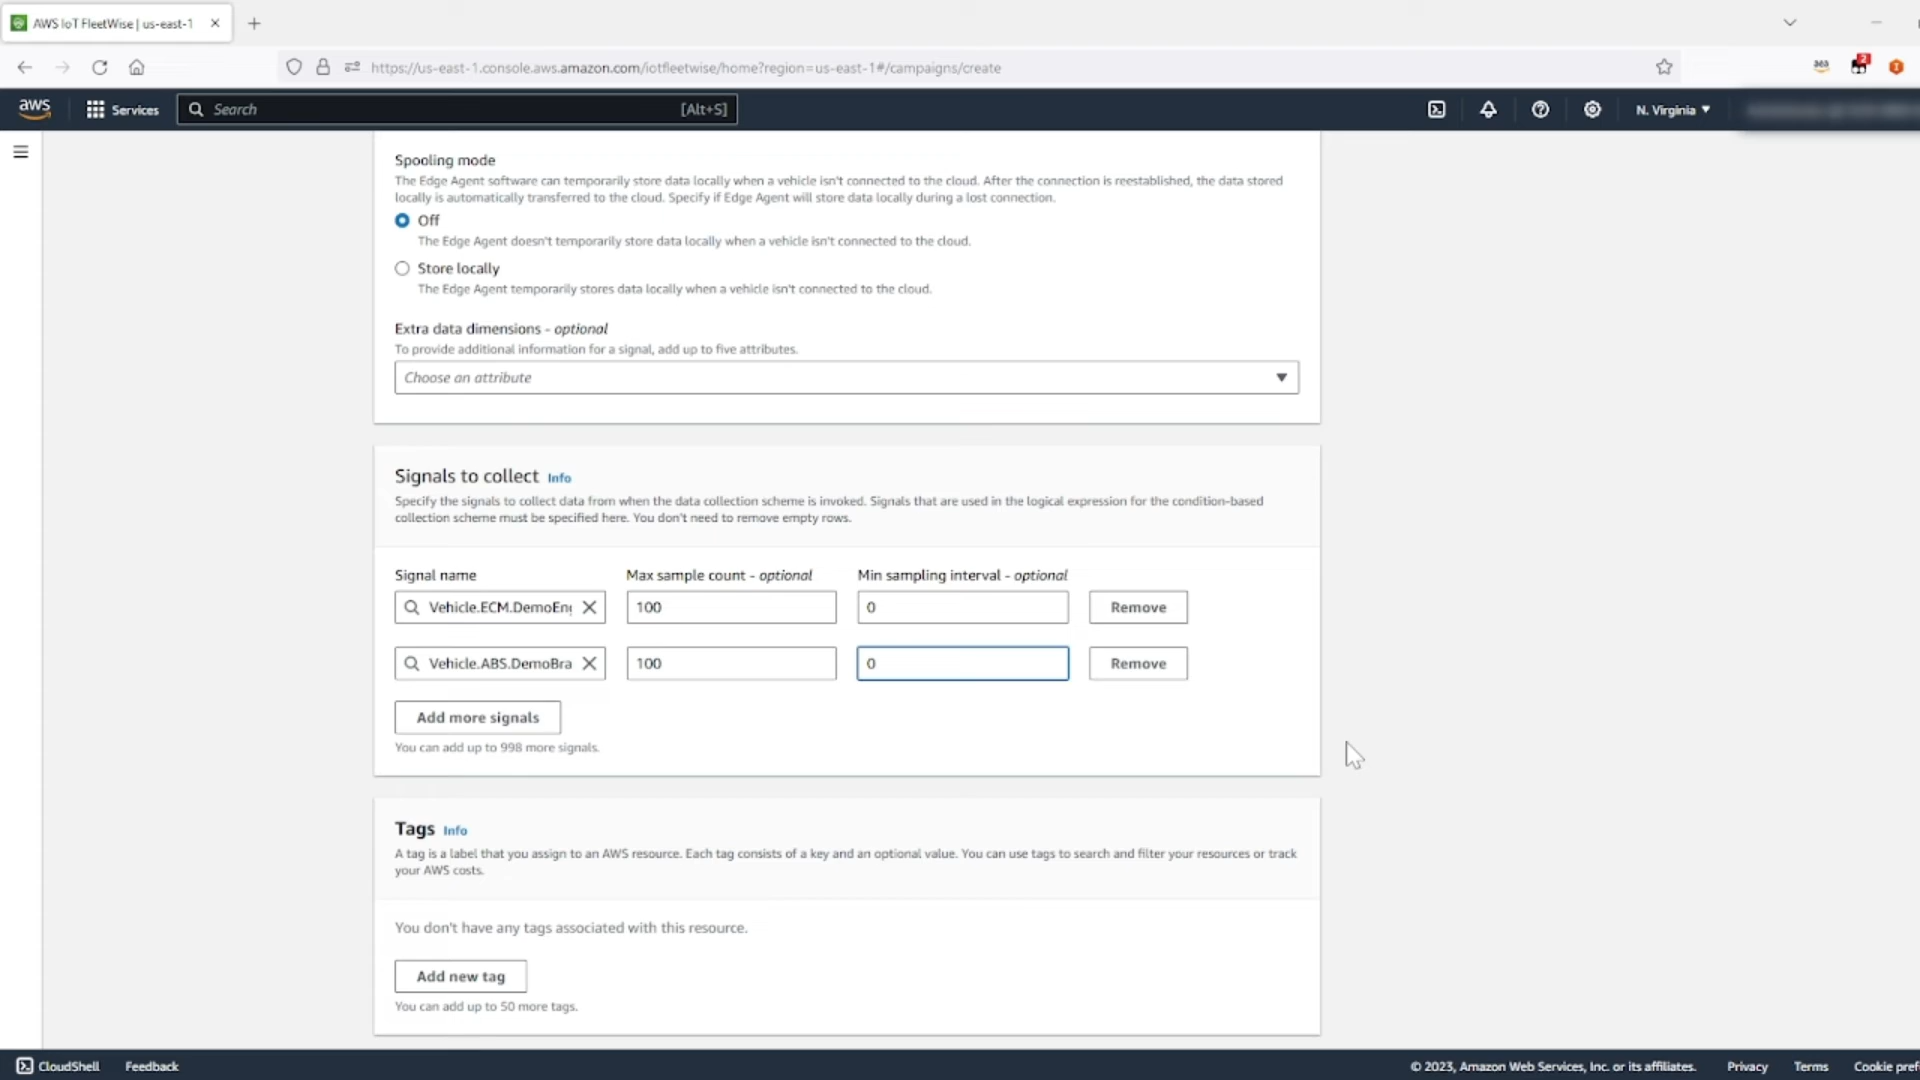 AWS IoT FleetWise | us-east-1
https://us-east-1.console.aws.amazon.com/iotfleetwise/home?region=us-east-1#/campaigns/create
2
aws
Services
Search
[Alt+S]
N. Virginia
Spooling mode
The Edge Agent software can temporarily store data locally when a vehicle isn't connected to the cloud. After the connection is reestablished, the data stored
locally is automatically transferred to the cloud. Specify if Edge Agent will store data locally during a lost connection.
Off
The Edge Agent doesn't temporarily store data locally when a vehicle isn't connected to the cloud.
Store locally
The Edge Agent temporarily stores data locally when a vehicle isn't connected to the cloud.
Extra data dimensions - optional
To provide additional information for a signal, add up to five attributes.
Choose an attribute
Signals to collect Info
Specify the signals to collect data from when the data collection scheme is invoked. Signals that are used in the logical expression for the condition-based
collection scheme must be specified here. You don't need to remove empty rows.
Signal name Max sample count - optional Min sampling interval - optional
Vehicle.ECM.DemoEng 100 0 Remove
Vehicle.ABS.DemoBra 100 0 Remove
Add more signals
You can add up to 998 more signals.
Tags Info
A tag is a label that you assign to an AWS resource. Each tag consists of a key and an optional value. You can use tags to search and filter your resources or track
your AWS costs.
You don't have any tags associated with this resource.
Add new tag
You can add up to 50 more tags.
CloudShell Feedback © 2023, Amazon Web Services, Inc. or its affiliates. Privacy Terms Cookie pref